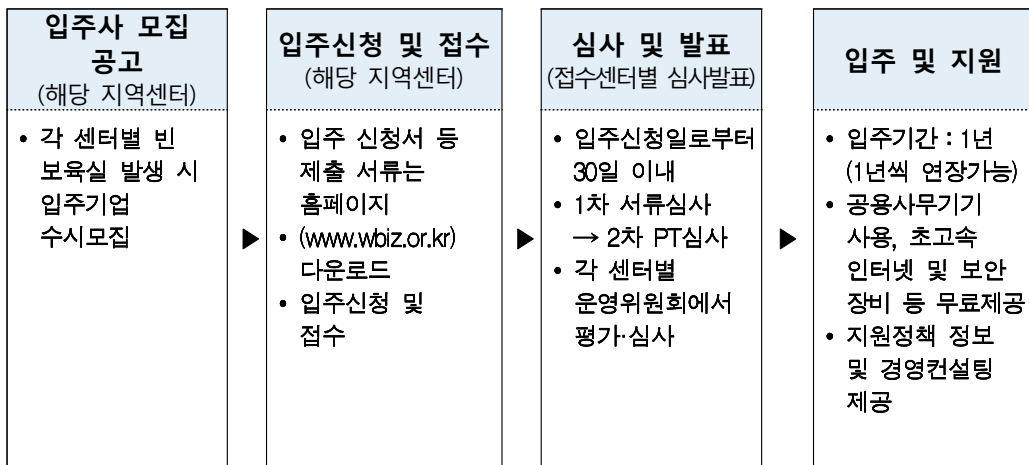 입주사 모집
공고
(해당 지역센터)
• 각 센터별 빈
보육실 발생 시
입주기업
수시모집
▶
입주신청 및 접수
(해당 지역센터)
• 입주 신청서 등
제출 서류는
홈페이지
• (www.wbiz.or.kr)
다운로드
• 입주신청 및
접수
▶
심사 및 발표
(접수센터별 심사발표)
• 입주신청일로부터
30일 이내
• 1차 서류심사
→ 2차 PT심사
• 각 센터별
운영위원회에서
평가·심사
▶
입주 및 지원
• 입주기간 : 1년
(1년씩 연장가능)
• 공용사무기기
사용, 초고속
인터넷 및 보안
장비 등 무료제공
• 지원정책 정보
및 경영컨설팅
제공